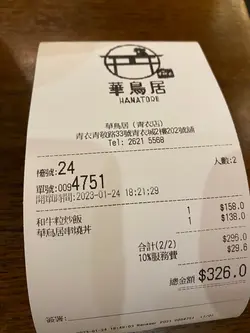 華鳥居
HANATORI
華鳥居（青衣店）
青衣青敬路33號青衣城2樓202號舖
Tel: 2621 5568
檯號:24 人數:2
單號:0094751
開單時間:2023-01-24 18:21:29
和牛粒炒飯 1 $158.0
華鳥居串燒丼 1 $138.0
合計(2/2) $296.0
10%服務費 $29.6
總金額 $326.0